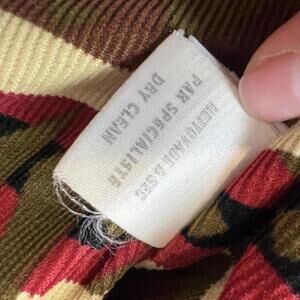 NETTOYAGE À SEC
PAR SPECIALISTE
DRY CLEAN